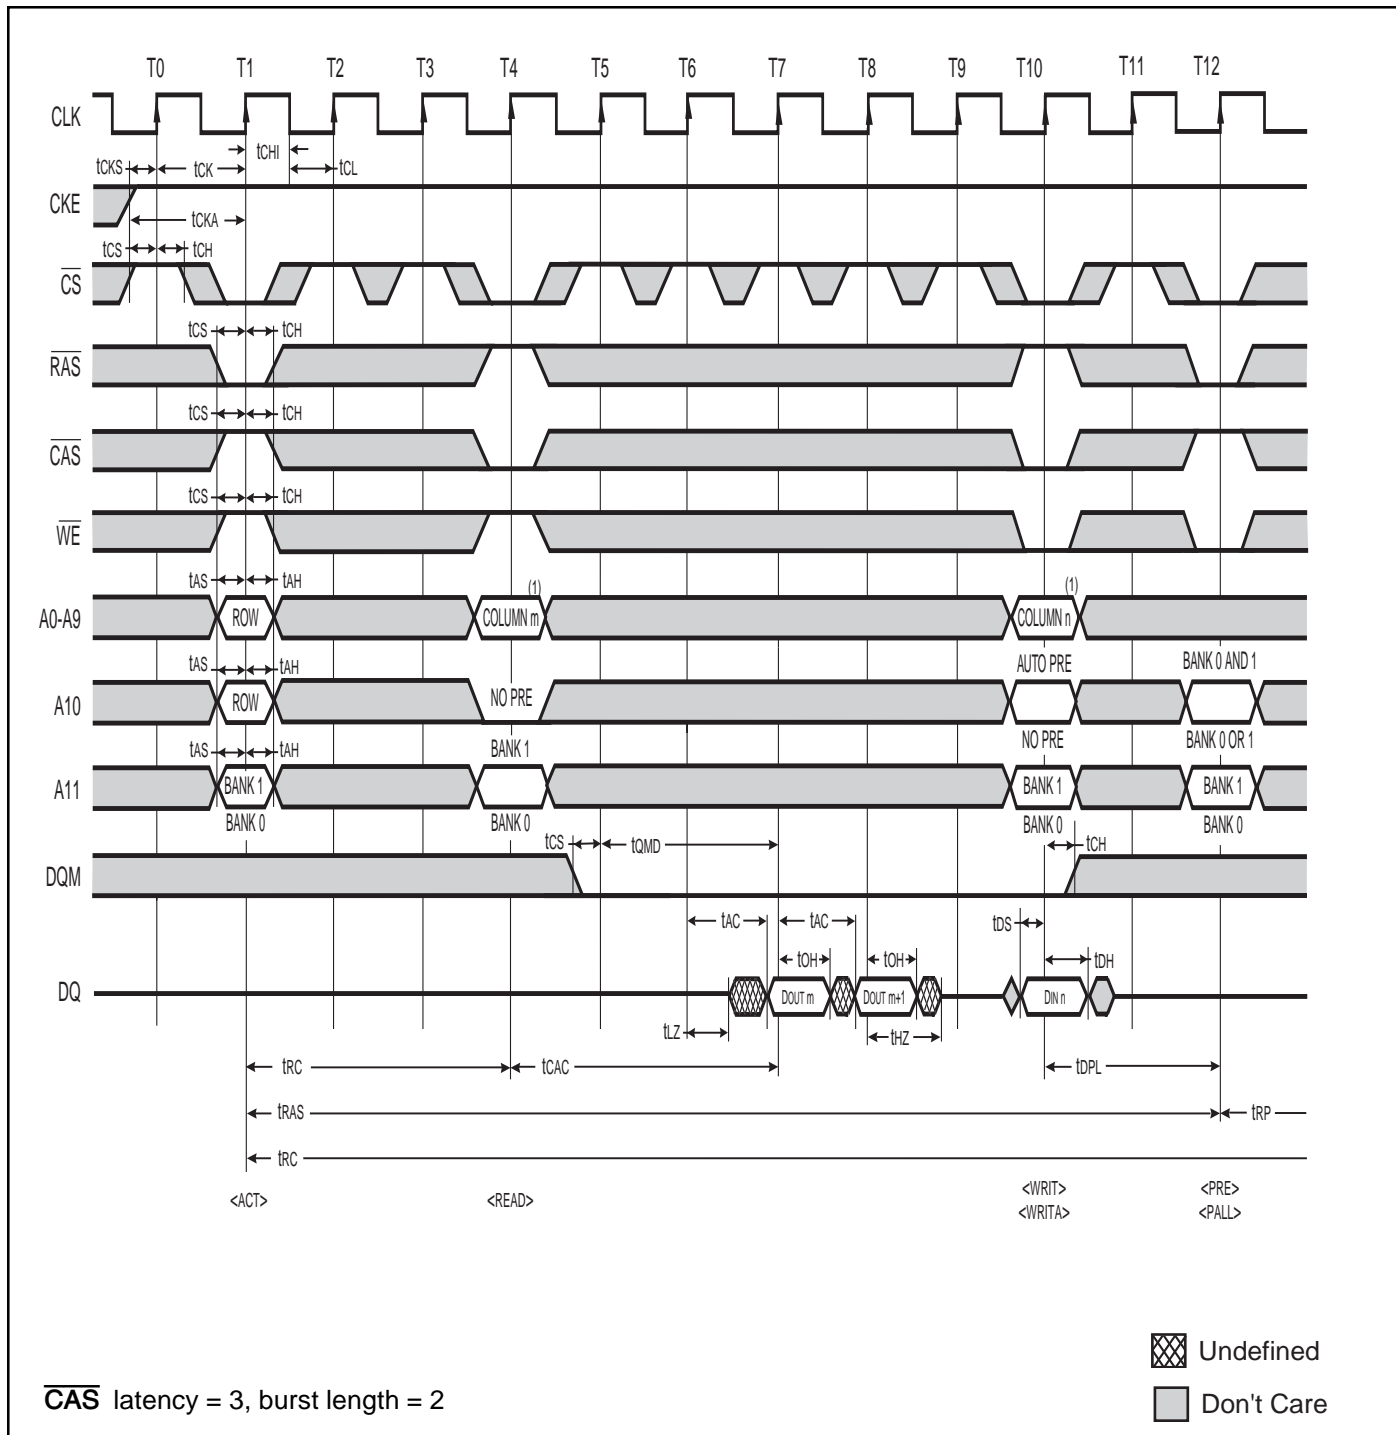 T0 T1 T2 T3 T4 T5 T6 T7 T8 T9 T10 T11 T12
CLK
tCHI
tCKS tCK tCL
CKE
tCKA
tCS tCH
CS
tCS tCH
RAS
tCS tCH
CAS
tCS tCH
WE
tAS tAH (1) (1)
A0-A9 ROW COLUMN m COLUMN n
tAS tAH AUTO PRE BANK 0 AND 1
A10 ROW NO PRE
tAS tAH BANK 1 NO PRE BANK 0 OR 1
A11 BANK 1 BANK 1 BANK 1
BANK 0 BANK 0 BANK 0 BANK 0
tCS tQMD tCH
DQM
tAC tAC tDS
tOH tOH tDH
DQ DOUT m DOUT m+1 DIN n
tLZ tHZ
tRC tCAC tDPL
tRAS tRP
tRC
<ACT> <READ> <WRIT> <PRE>
<WRITA> <PALL>
Undefined
CAS latency = 3, burst length = 2
Don't Care